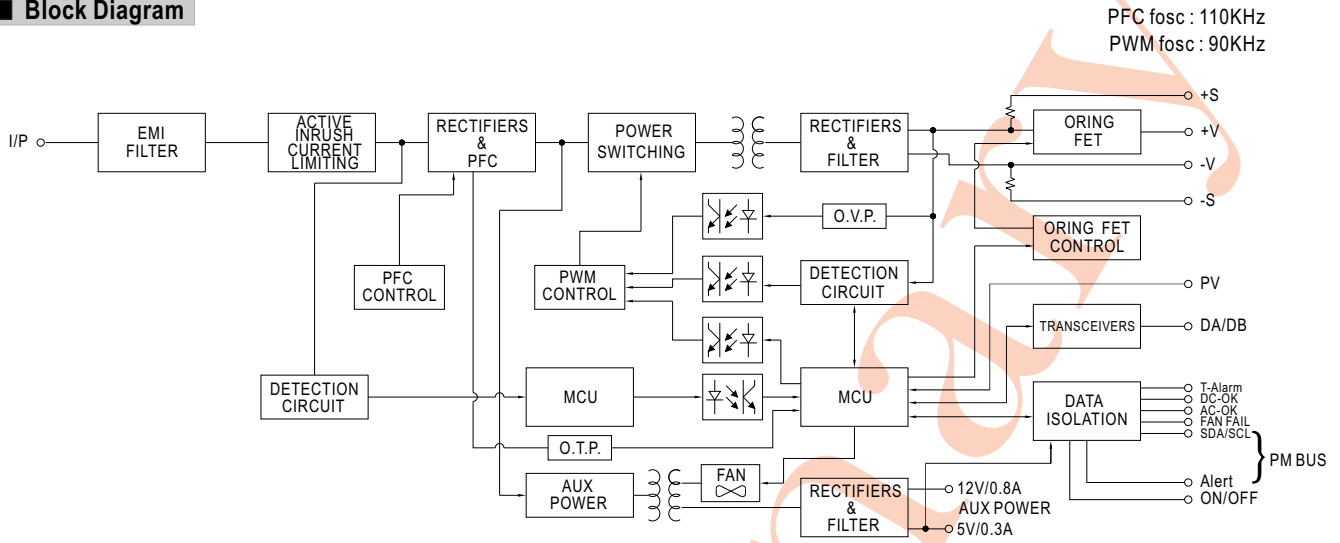 ■ Block Diagram
PFC fosc : 110KHz
PWM fosc : 90KHz
I/P
EMI
FILTER
ACTIVE
INRUSH
CURRENT
LIMITING
RECTIFIERS
&
PFC
POWER
SWITCHING
RECTIFIERS
&
FILTER
ORING
FET
+S
+V
-V
-S
O.V.P.
ORING FET
CONTROL
PFC
CONTROL
PWM
CONTROL
DETECTION
CIRCUIT
PV
TRANSCEIVERS
DA/DB
DETECTION
CIRCUIT
MCU
MCU
DATA
ISOLATION
T-Alarm
DC-OK
AC-OK
FAN FAIL
SDA/SCL
PM BUS
Alert
ON/OFF
O.T.P.
AUX
POWER
FAN
RECTIFIERS
&
FILTER
12V/0.8A
AUX POWER
5V/0.3A